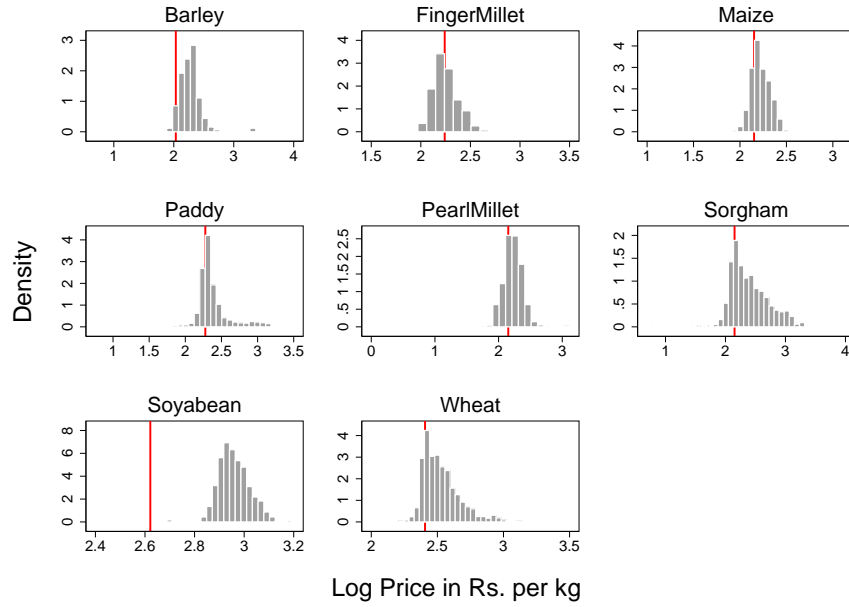 Barley
FingerMillet
Maize
0 1 2 3
1 2 3 4
0 1 2 3 4
1.5 2 2.5 3 3.5
0 1 2 3 4
1 1.5 2 2.5 3
Paddy
PearlMillet
Sorgham
0 1 2 3 4
1 1.5 2 2.5 3 3.5
0 .5 1 1.5 2 2.5
0 1 2 3
0 .5 1 1.5 2
1 2 3 4
Density
Soyabean
Wheat
0 2 4 6 8
2.4 2.6 2.8 3 3.2
0 1 2 3 4
2 2.5 3 3.5
Log Price in Rs. per kg